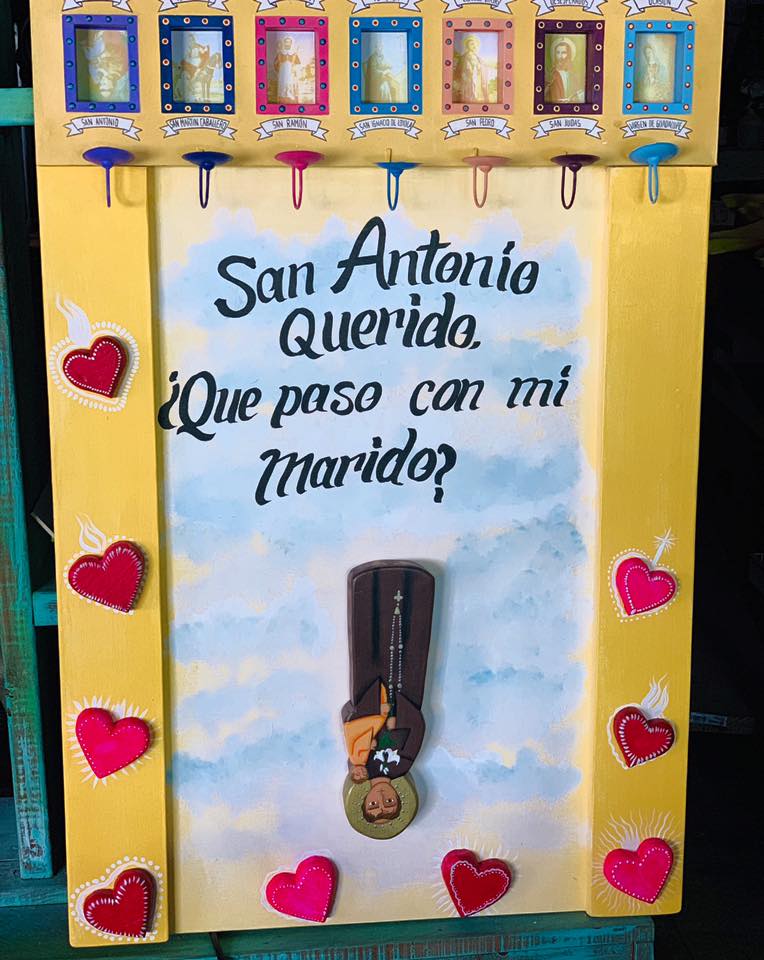 SAN ANTONIO
SAN MARTIN CABALLERO
SAN RAMÓN
SAN IGNACIO DE LOYOLA
SAN PEDRO
SAN JUDAS
VIRGEN DE GUADALUPE
San Antonio
Querido.
¿Que paso con mi
Marido?